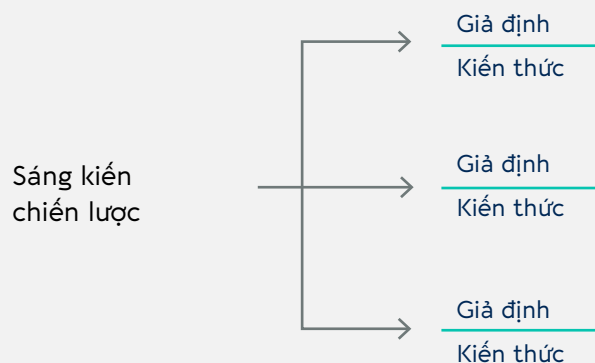 Giả định
Kiến thức
Sáng kiến
chiến lược
Giả định
Kiến thức
Giả định
Kiến thức